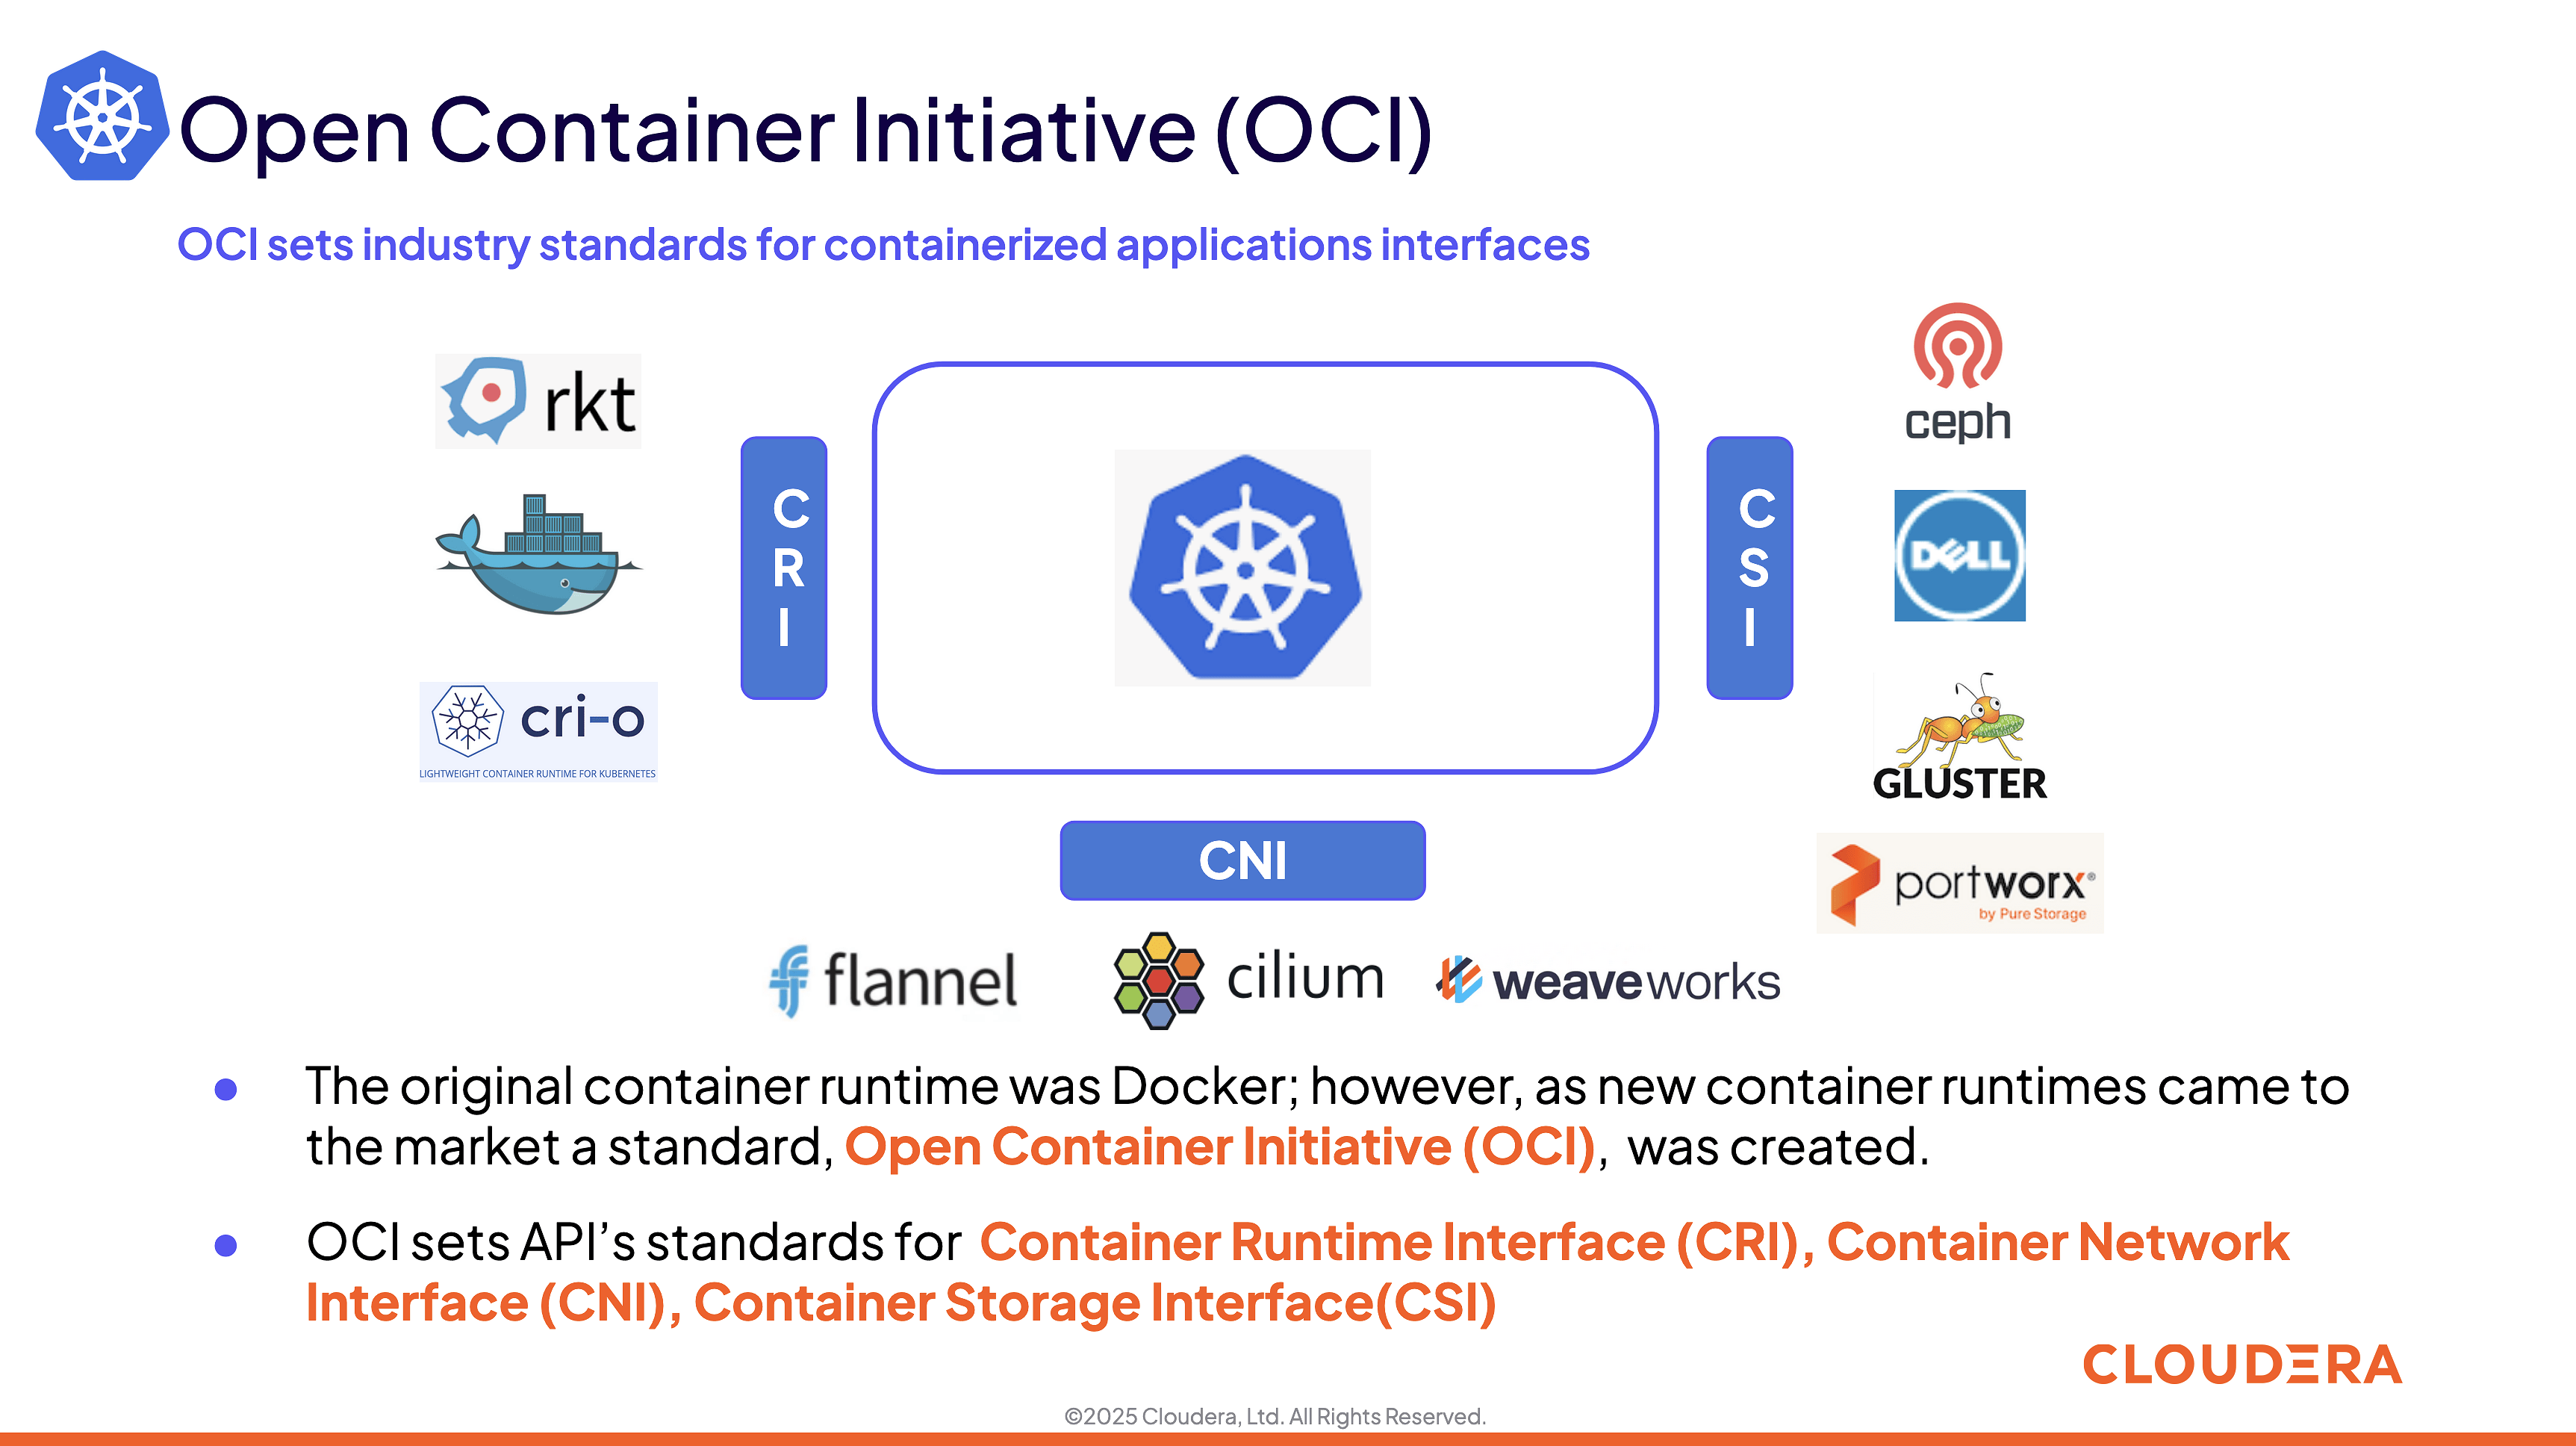 Open Container Initiative (OCI)
OCI sets industry standards for containerized applications interfaces
rkt
cri-o
LIGHTWEIGHT CONTAINER RUNTIME FOR KUBERNETES
C
R
I
C
S
I
ceph
DELL
GLUSTER
portworx®
by Pure Storage
CNI
flannel
cilium
weaveworks
● The original container runtime was Docker; however, as new container runtimes came to
the market a standard, Open Container Initiative (OCI), was created.
● OCI sets API’s standards for Container Runtime Interface (CRI), Container Network
Interface (CNI), Container Storage Interface(CSI)
CLOUDERA
©2025 Cloudera, Ltd. All Rights Reserved.